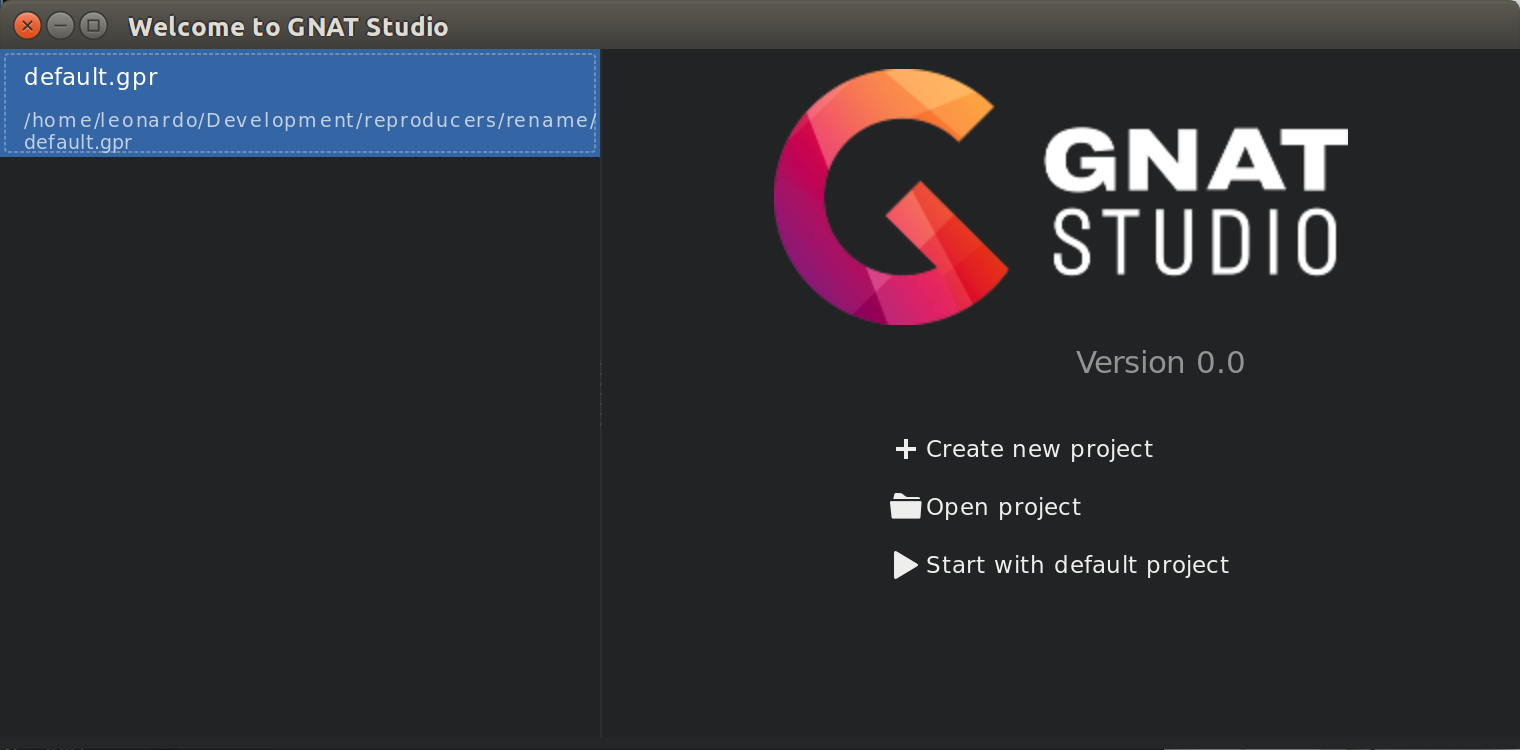 Welcome to GNAT Studio
default.gpr
/home/leonardo/Development/reproducers/rename/
default.gpr
GNAT
STUDIO
Version 0.0
Create new project
Open project
Start with default project